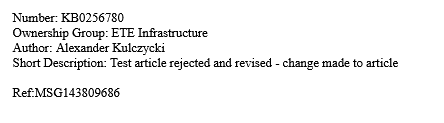 Number: KB0256780
Ownership Group: ETE Infrastructure
Author: Alexander Kulczycki
Short Description: Test article rejected and revised - change made to article
Ref:MSG143809686